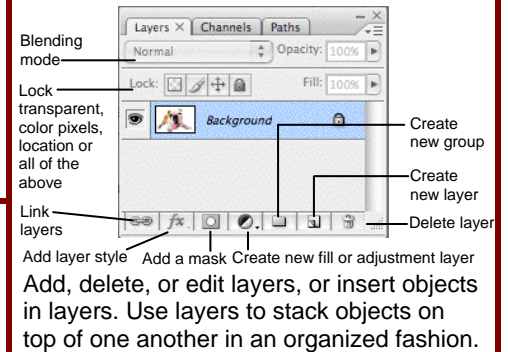 Layers × Channels Paths
Blending
mode
Normal Opacity: 100%
Lock: Fill: 100%
Lock
transparent,
color pixels,
location or
all of the
above
Background
Create
new group
Create
new layer
Link
layers
fx.
Delete layer
Add layer style Add a mask Create new fill or adjustment layer
Add, delete, or edit layers, or insert objects
in layers. Use layers to stack objects on
top of one another in an organized fashion.